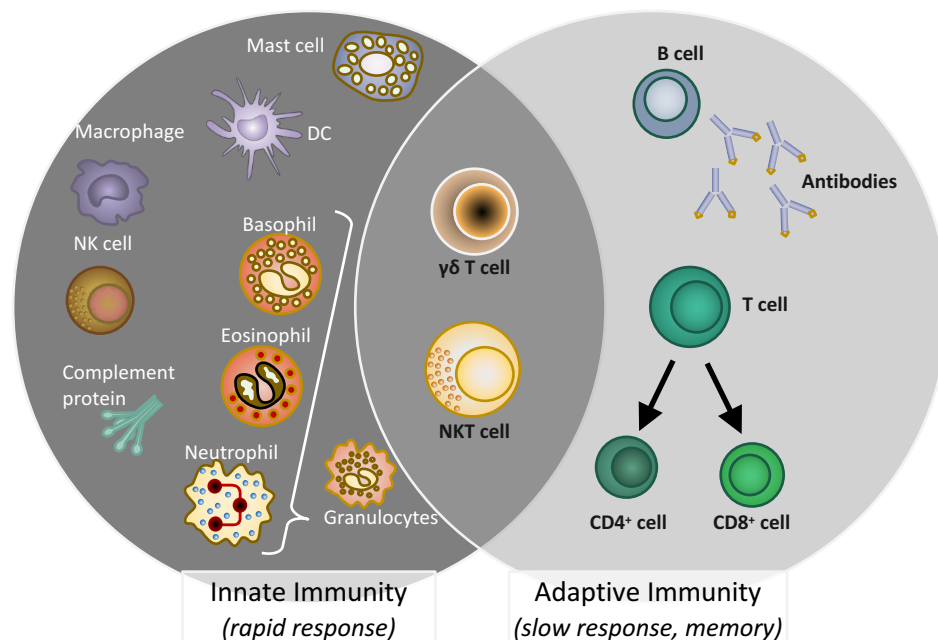 Mast cell
DC
Macrophage
NK cell
Basophil
Eosinophil
Complement
protein
Neutrophil
Granulocytes
γδ T cell
NKT cell
B cell
Antibodies
T cell
CD4⁺ cell
CD8⁺ cell
Innate Immunity
(rapid response)
Adaptive Immunity
(slow response, memory)